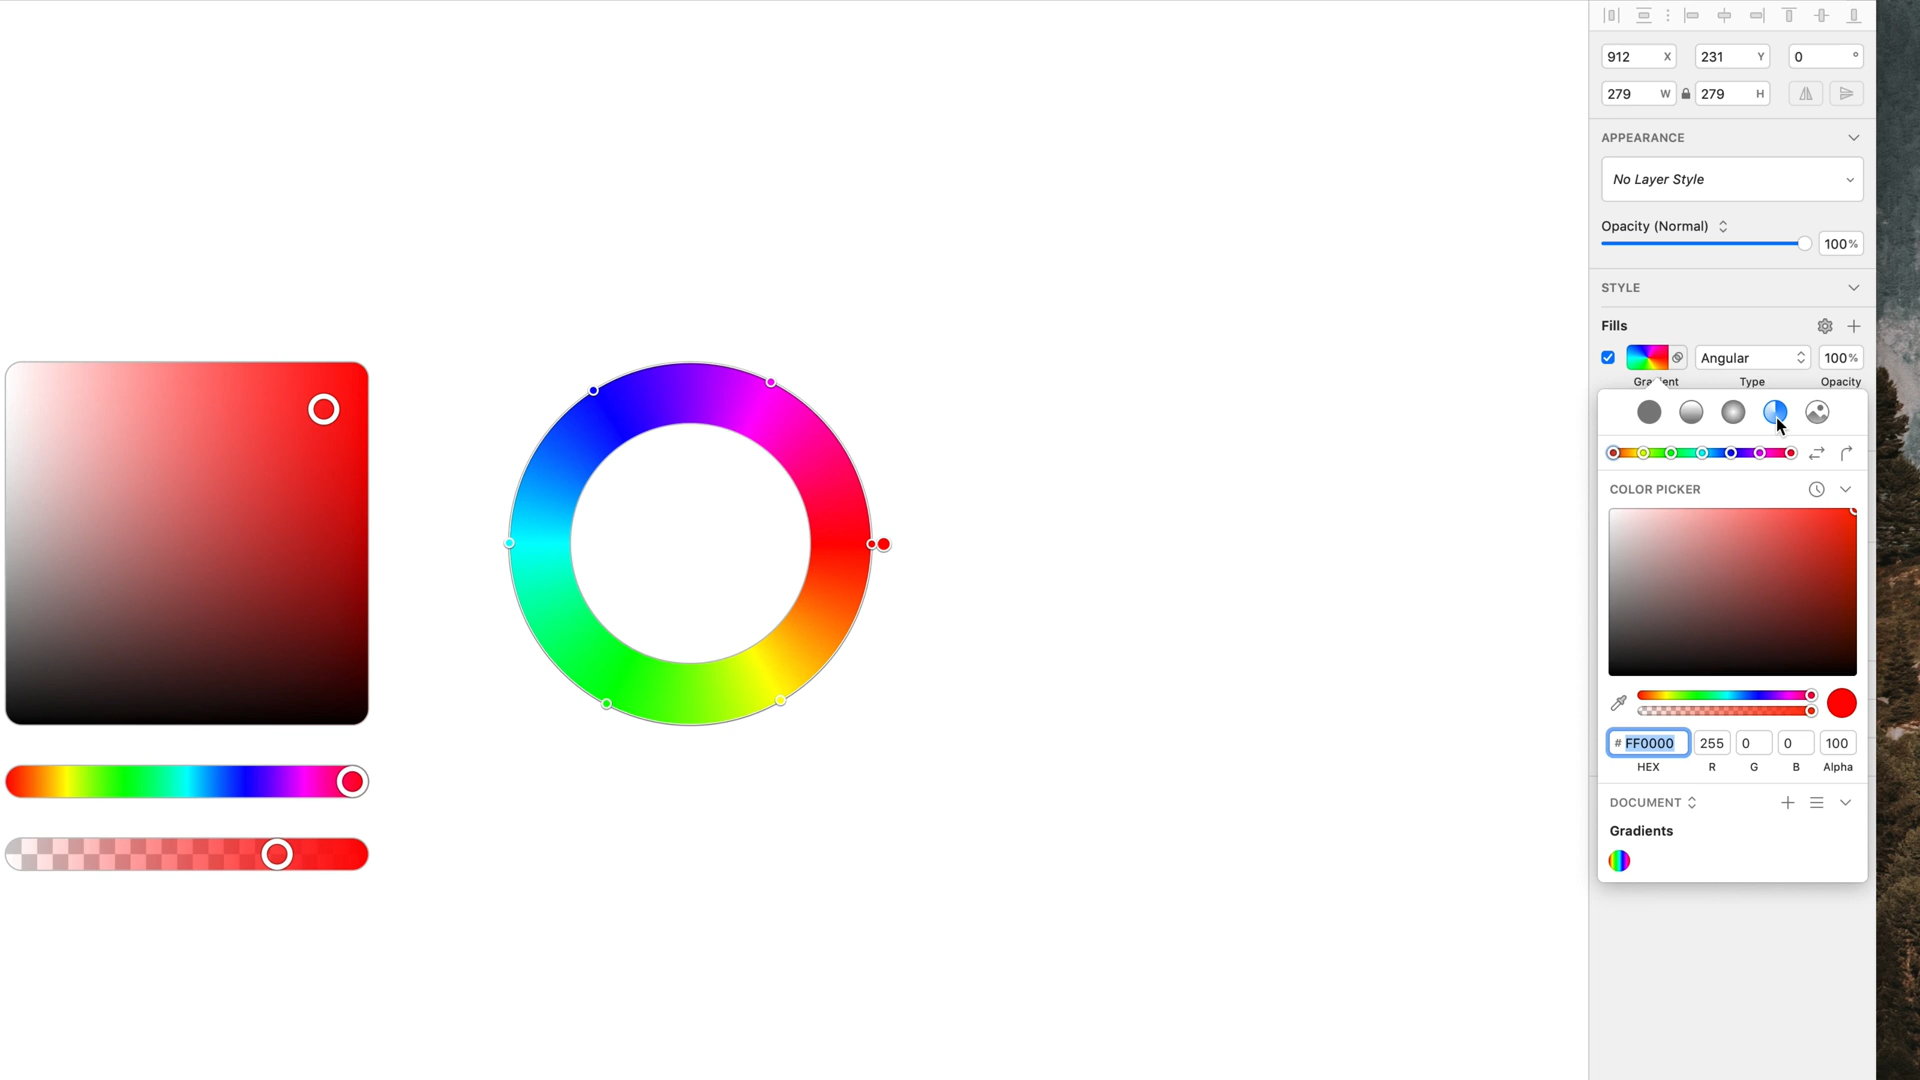 912 X 231 Y 0 °
279 W 279 H
APPEARANCE
No Layer Style
Opacity (Normal)
100%
STYLE
Fills
Angular 100%
Gradient Type Opacity
COLOR PICKER
# FF0000 255 0 0 100
HEX R G B Alpha
DOCUMENT
Gradients